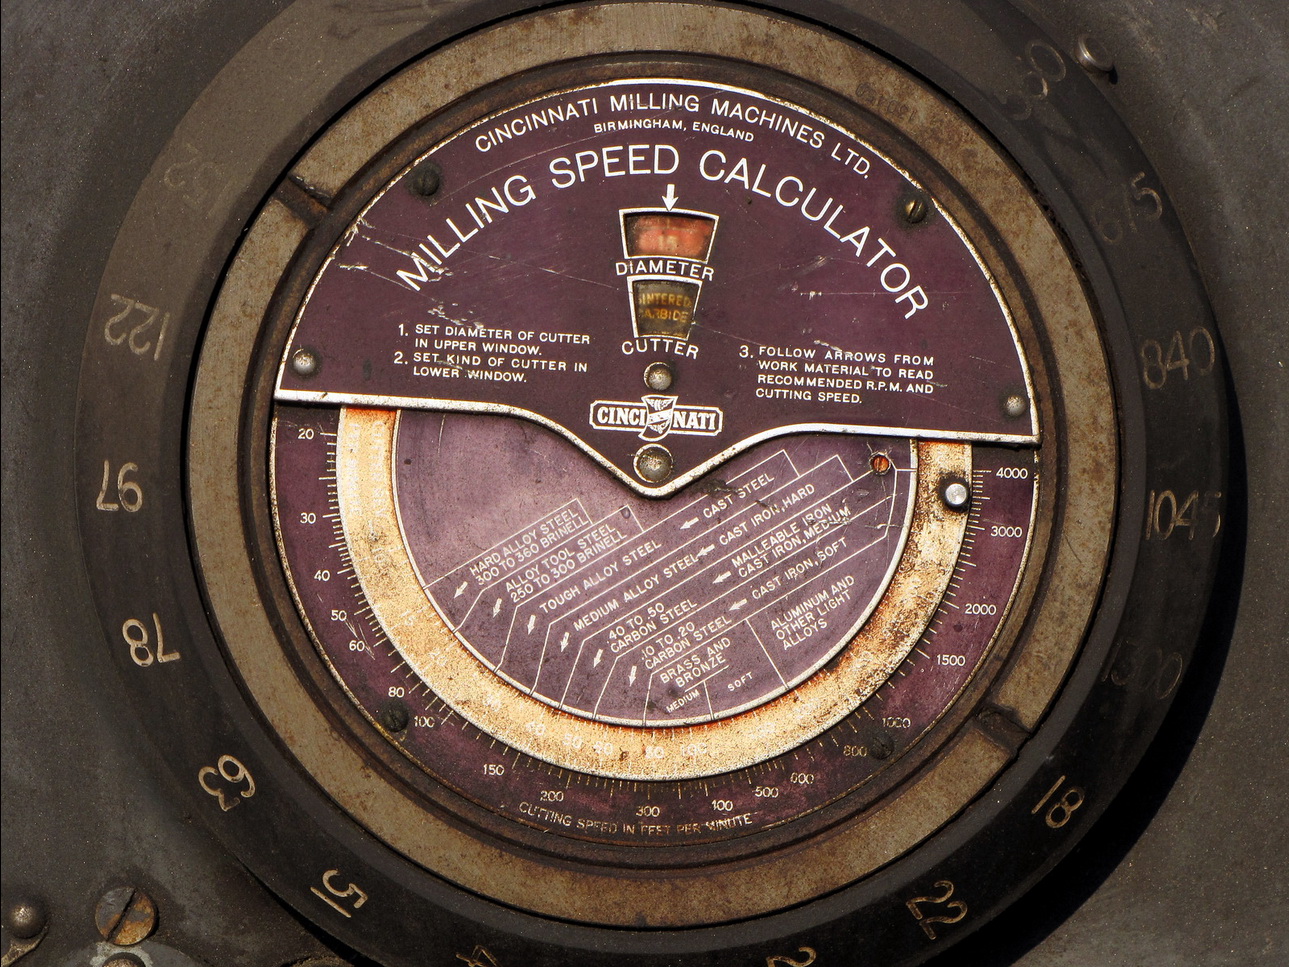 CINCINNATI MILLING MACHINES LTD.
BIRMINGHAM, ENGLAND
MILLING SPEED CALCULATOR
DIAMETER
CUTTER
1. SET DIAMETER OF CUTTER
IN UPPER WINDOW.
2. SET KIND OF CUTTER IN
LOWER WINDOW.
3. FOLLOW ARROWS FROM
WORK MATERIAL TO READ
RECOMMENDED R.P.M. AND
CUTTING SPEED.
CINCINNATI
HARD ALLOY STEEL
300 TO 360 BRINELL
ALLOY TOOL STEEL
250 TO 300 BRINELL
TOUGH ALLOY STEEL
MEDIUM ALLOY STEEL
40 TO .50
CARBON STEEL
.10 TO .20
CARBON STEEL
BRASS AND
BRONZE
MEDIUM
SOFT
CAST STEEL
CAST IRON, HARD
MALLEABLE IRON
CAST IRON, MEDIUM
CAST IRON, SOFT
ALUMINUM AND
OTHER LIGHT
ALLOYS
20
30
40
50
60
80
100
150
200
300
100
500
600
800
1000
1500
2000
3000
4000
CUTTING SPEED IN FEET PER MINUTE
122
97
78
63
51
22
18
1045
840